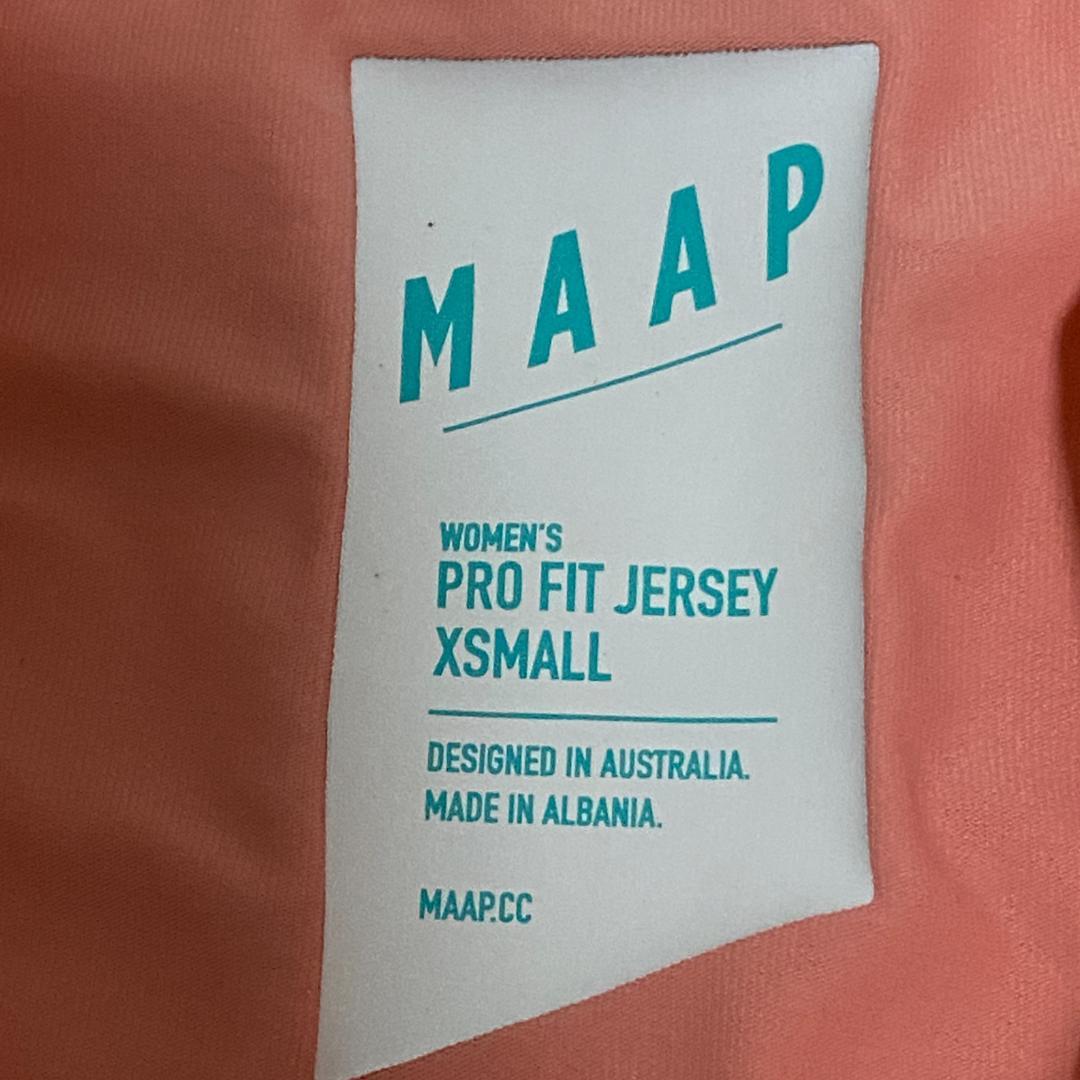 MAAP
WOMEN'S
PRO FIT JERSEY
XSMALL
DESIGNED IN AUSTRALIA.
MADE IN ALBANIA.
MAAP.CC